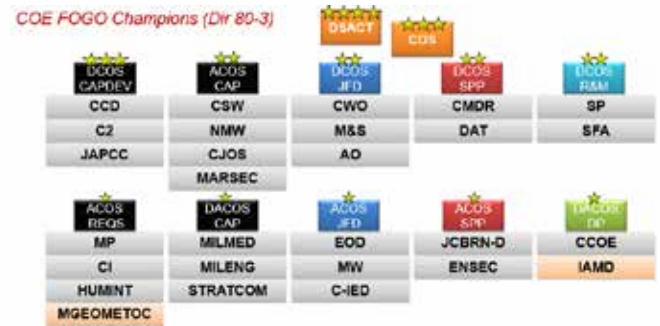 COE FOGO Champions (Dir 80-3)
DSACT
COS
DCOS CAPDEV
CCD
C2
JAPCC
ACOS CAP
CSW
NMW
CJOS
MARSEC
DCOS JFD
CWO
M&S
AO
DCOS SPP
CMDR
DAT
DCOS R&M
SP
SFA
ACOS REQS
MP
CI
HUMINT
MGEOMETOC
DACOS CAP
MILMED
MILENG
STRATCOM
ACOS JFD
EOD
MW
C-IED
ACOS SPP
JCBRN-D
ENSEC
DACOS DP
CCOE
IAMD